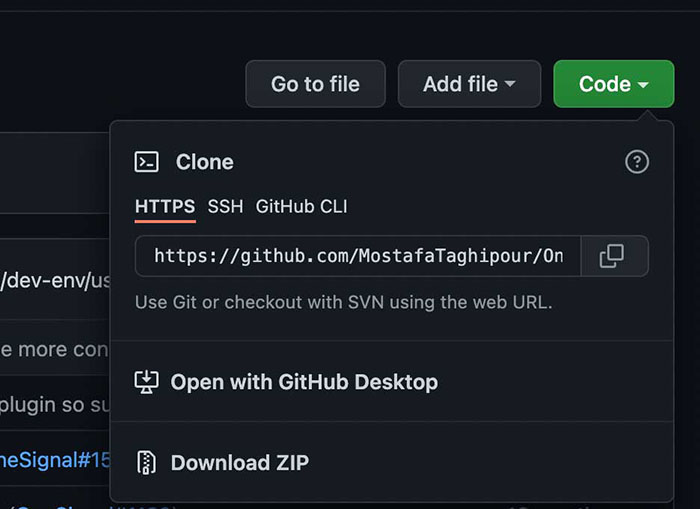 Go to file Add file Code
Clone
HTTPS SSH GitHub CLI
https://github.com/MostafaTaghipour/On
Use Git or checkout with SVN using the web URL.
/dev-env/us
e more con
Open with GitHub Desktop
plugin so su
neSignal#15
Download ZIP